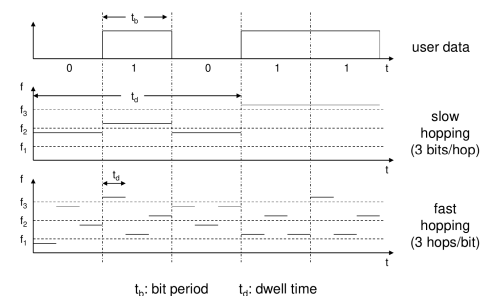 t_b
user data
0 1 0 1 1 t
f
t_d
f_3
f_2
f_1
slow
hopping
(3 bits/hop)
t
f
t_d
f_3
f_2
f_1
fast
hopping
(3 hops/bit)
t
t_b: bit period t_d: dwell time